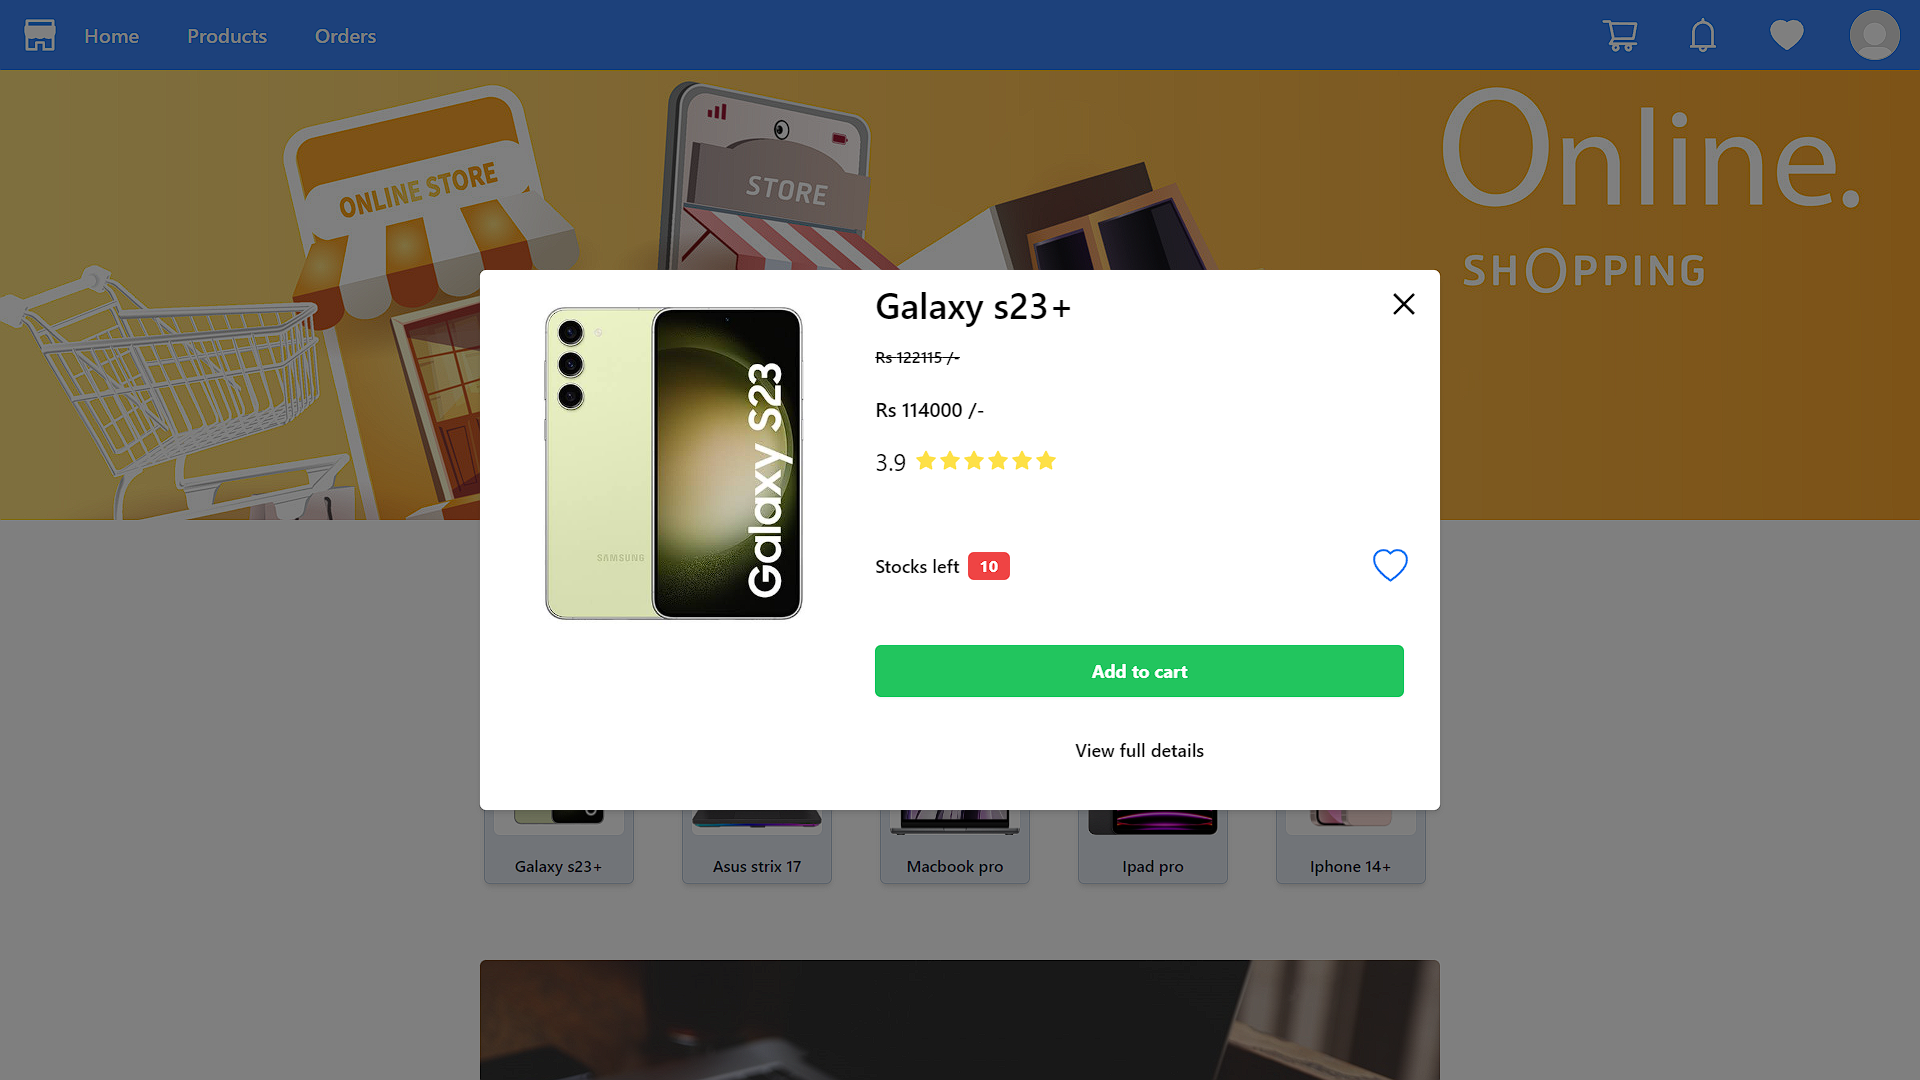 Home Products Orders
ONLINE STORE
STORE
Online.
SHOPPING
Galaxy s23+
Rs 122115 /-
Rs 114000 /-
3.9
SAMSUNG
Galaxy S23
Stocks left 10
Add to cart
View full details
Galaxy s23+
Asus strix 17
Macbook pro
Ipad pro
Iphone 14+